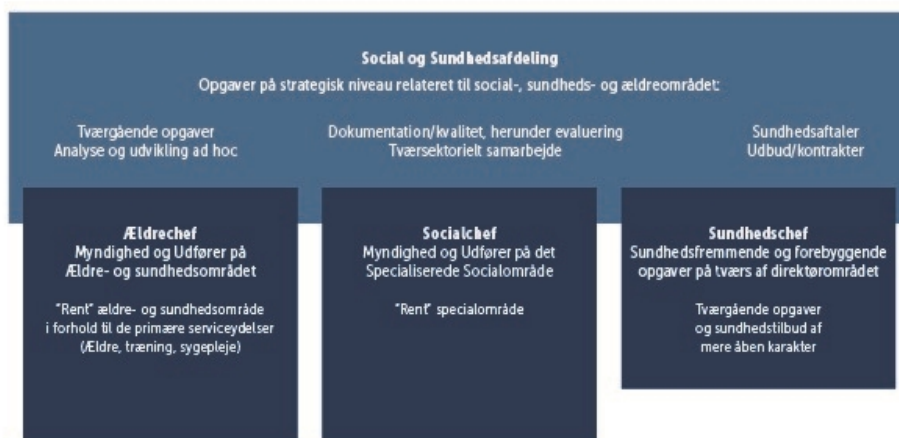 Social og Sundhedsafdeling
Opgaver på strategisk niveau relateret til social-, sundheds- og ældreområdet:
Tværgående opgaver
Analyse og udvikling ad hoc
Dokumentation/kvalitet, herunder evaluering
Tværsektorielt samarbejde
Sundhedsaftaler
Udbud/kontrakter
Ældrechef
Myndighed og Udfører på
Ældre- og sundhedsområdet
"Rent" ældre- og sundhedsområde
i forhold til de primære serviceydelser
(Ældre, træning, sygepleje)
Socialchef
Myndighed og Udfører på det
Specialiserede Socialområde
"Rent" specialområde
Sundhedschef
Sundhedsfremmende og forebyggende
opgaver på tværs af direktørområdet
Tværgående opgaver
og sundhedstilbud af
mere åben karakter